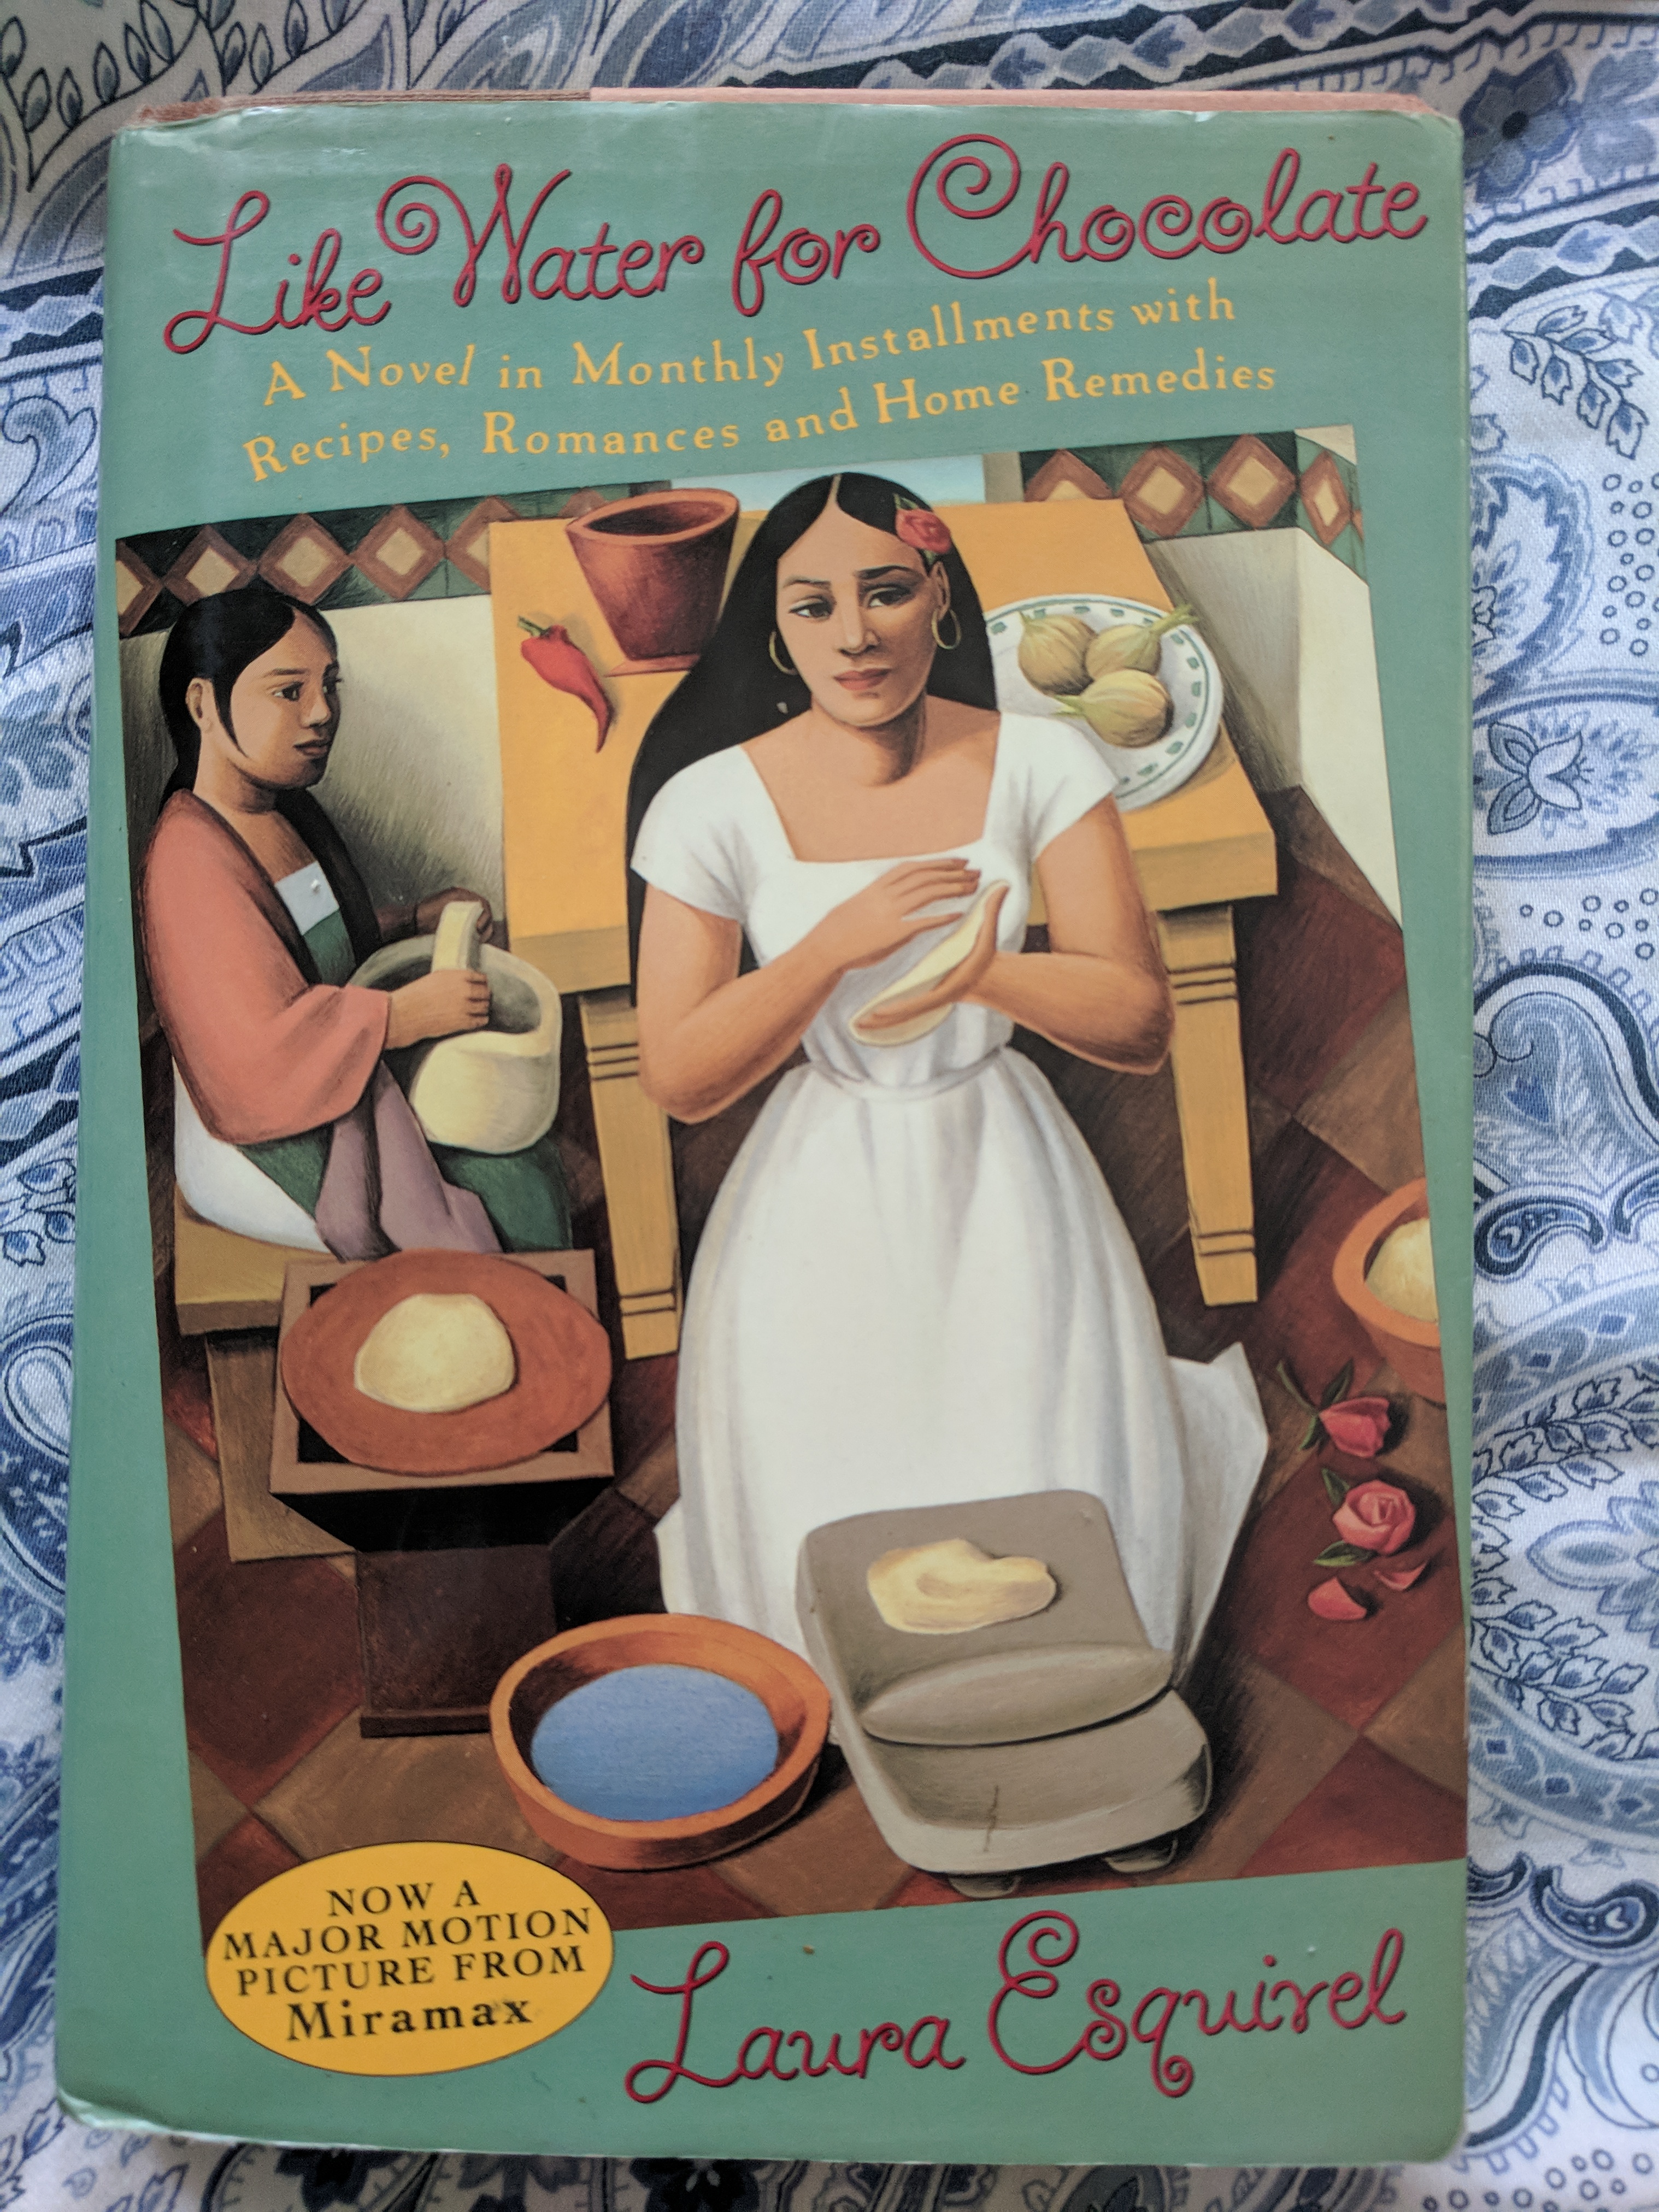 Like Water for Chocolate
A Novel in Monthly Installments with
Recipes, Romances and Home Remedies
NOW A
MAJOR MOTION
PICTURE FROM
Miramax
Laura Esquivel